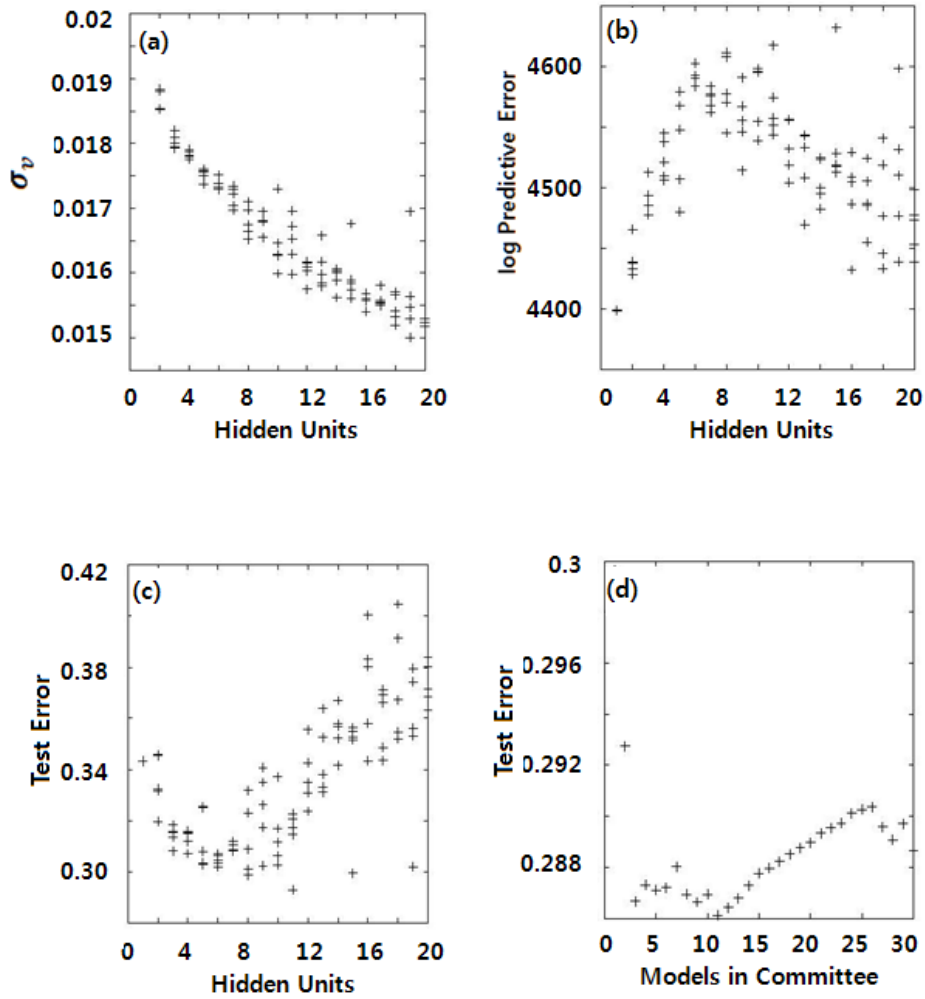 (a)
0.02
0.019
0.018
0.017
0.016
0.015
σᵥ
0 4 8 12 16 20
Hidden Units
(b)
4600
4500
4400
log Predictive Error
0 4 8 12 16 20
Hidden Units
(c)
0.42
0.38
0.34
0.30
Test Error
0 4 8 12 16 20
Hidden Units
(d)
0.3
0.296
0.292
0.288
Test Error
0 5 10 15 20 25 30
Models in Committee